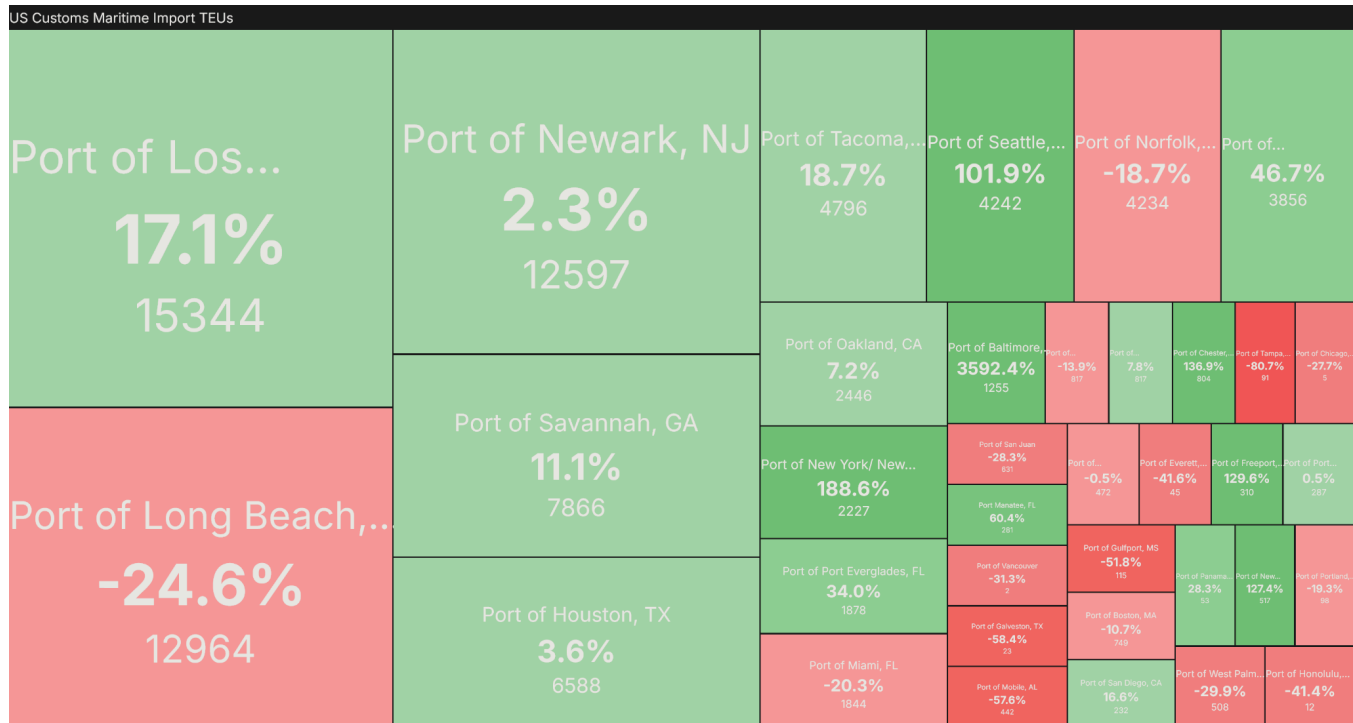 US Customs Maritime Import TEUs
Port of Los...
17.1%
15344
Port of Long Beach,...
-24.6%
12964
Port of Newark, NJ
2.3%
12597
Port of Savannah, GA
11.1%
7866
Port of Houston, TX
3.6%
6588
Port of Tacoma,...
18.7%
4796
Port of Seattle,...
101.9%
4242
Port of Norfolk,...
-18.7%
4234
Port of...
46.7%
3856
Port of Oakland, CA
7.2%
2446
Port of New York/ New...
188.6%
2227
Port of Port Everglades, FL
34.0%
1878
Port of Miami, FL
-20.3%
1844
Port of Baltimore,...
3592.4%
1255
Port of...
-13.9%
817
Port of...
7.8%
817
Port of Chester,...
136.9%
804
Port of Tampa,...
-80.7%
91
Port of Chicago,...
-27.7%
5
Port of San Juan
-28.3%
631
Port Manatee, FL
60.4%
281
Port of Vancouver
-31.3%
2
Port of Galveston, TX
-58.4%
23
Port of Mobile, AL
-57.6%
442
Port of...
-0.5%
472
Port of Everett,...
-41.6%
45
Port of Freeport,...
129.6%
310
Port of Port...
0.5%
287
Port of Gulfport, MS
-51.8%
115
Port of Boston, MA
-10.7%
749
Port of San Diego, CA
16.6%
232
Port of Panama...
28.3%
53
Port of New...
127.4%
517
Port of Portland,...
-19.3%
98
Port of West Palm...
-29.9%
508
Port of Honolulu,...
-41.4%
12